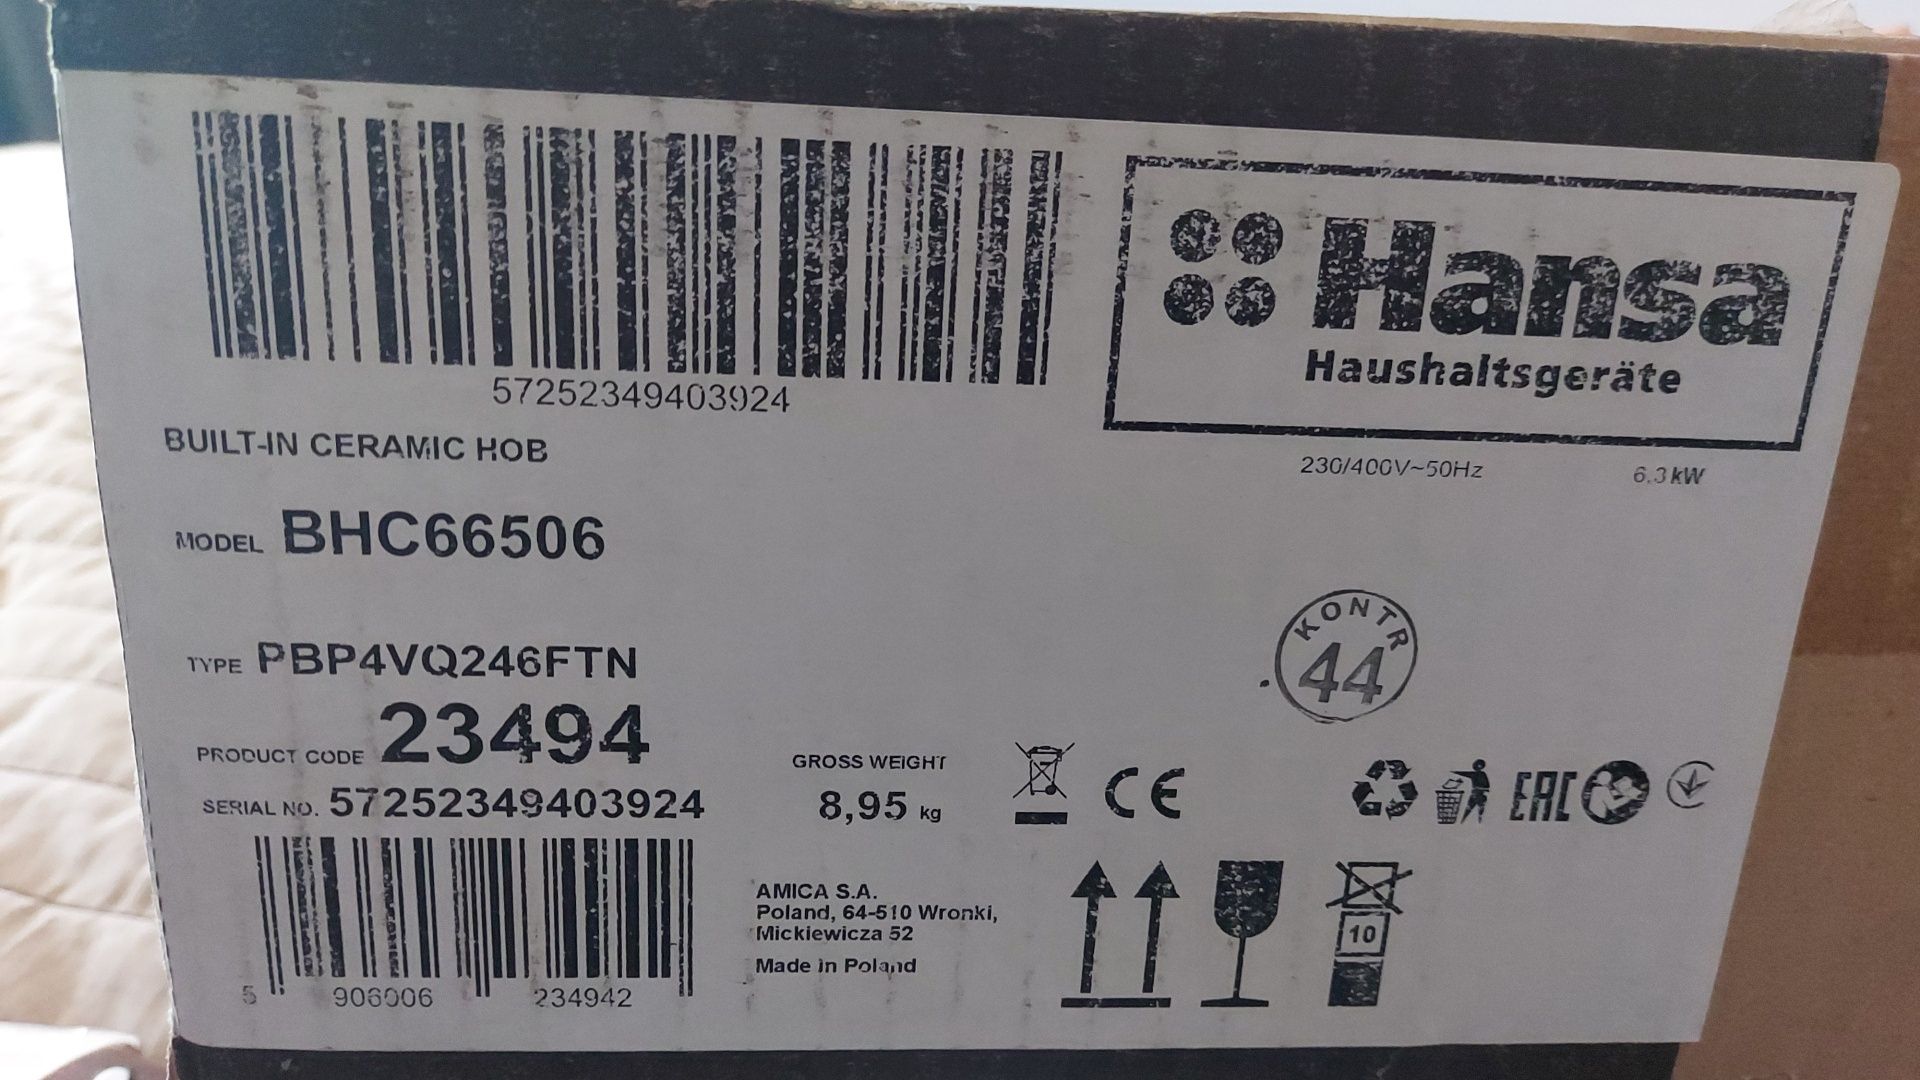 57252349403924
Hansa
Haushaltsgeräte
BUILT-IN CERAMIC HOB
230/400V~50Hz 6.3 kW
MODEL BHC66506
KONTR
44
TYPE PBP4VQ246FTN
PRODUCT CODE 23494
SERIAL NO. 57252349403924
GROSS WEIGHT
8,95 kg
CE
EAC
AMICA S.A.
Poland, 64-510 Wronki,
Mickiewicza 52
Made in Poland
10
5 906006 234942